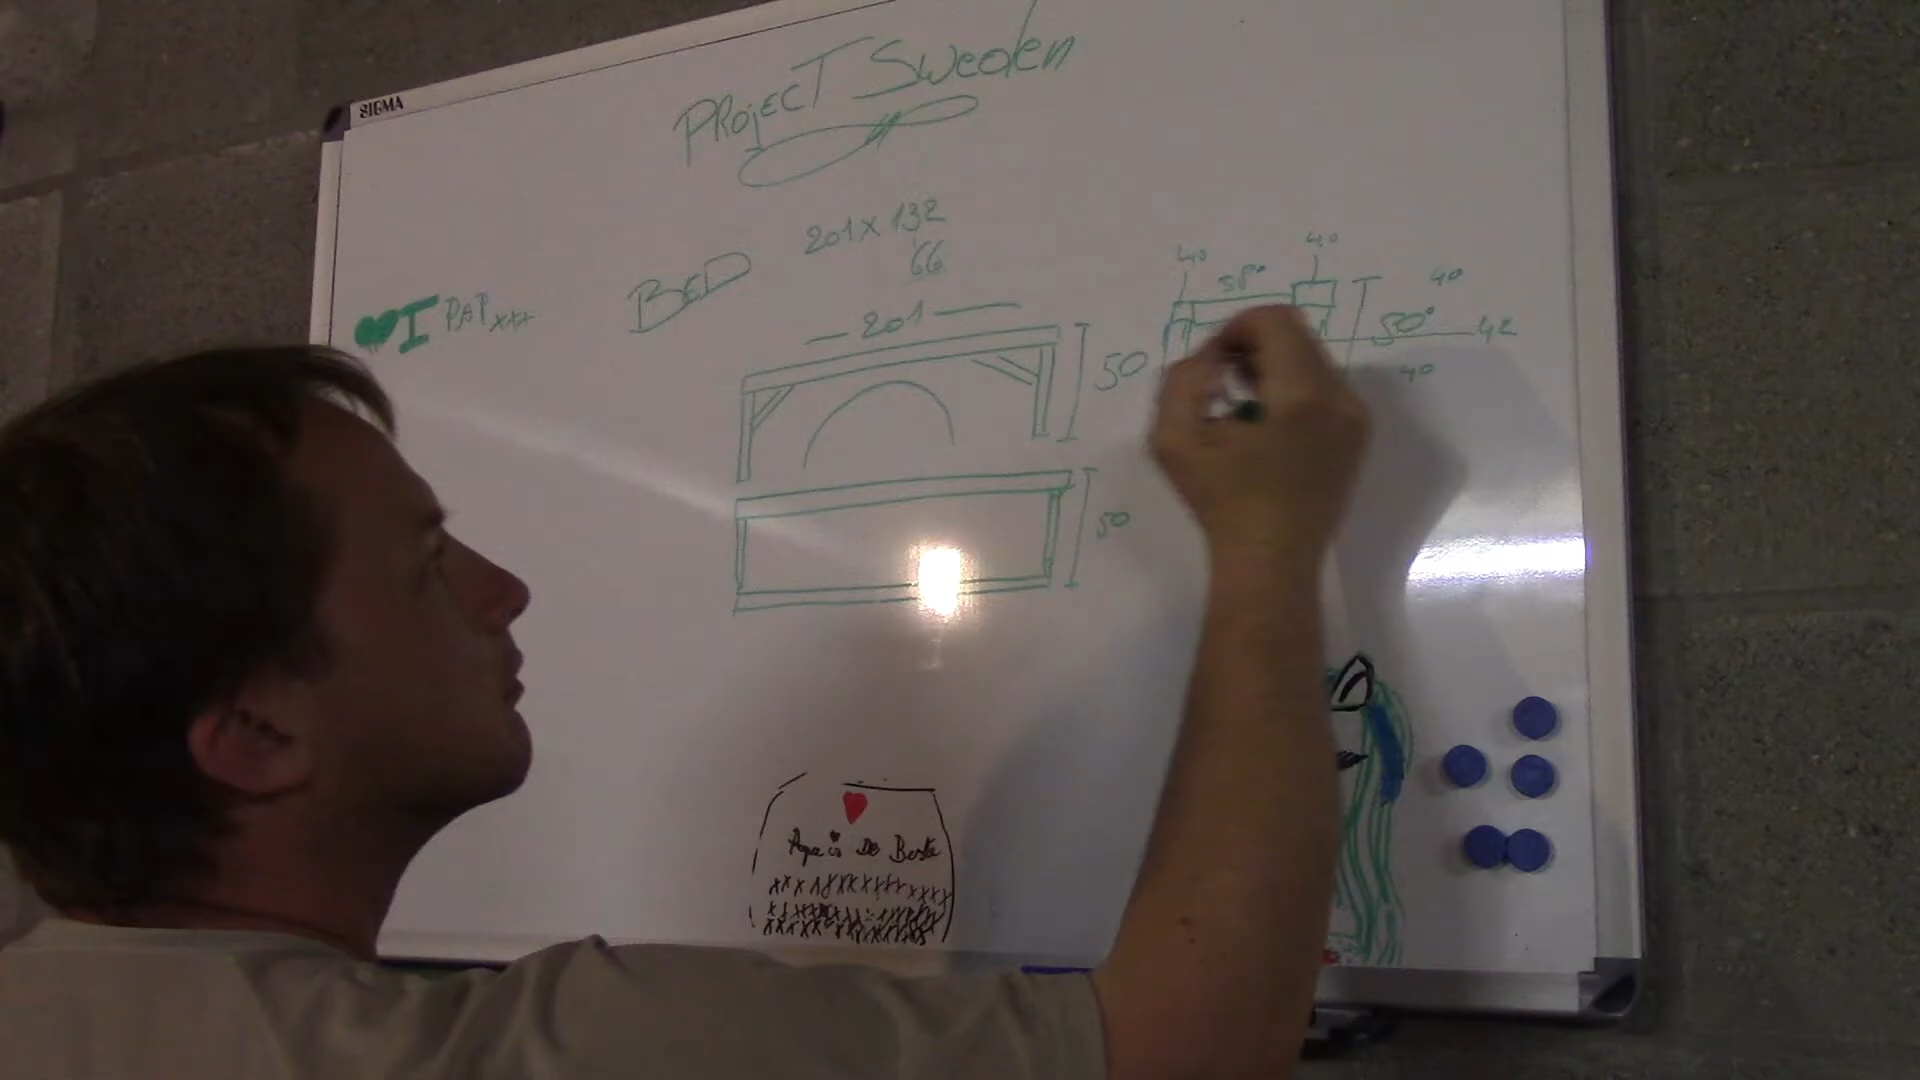 SIGMA
PROJECT Sweden
201 x 132
66
BED
I PAPxxx
201
50
50
40
40
40
50°
42
40
Papa is De Beste